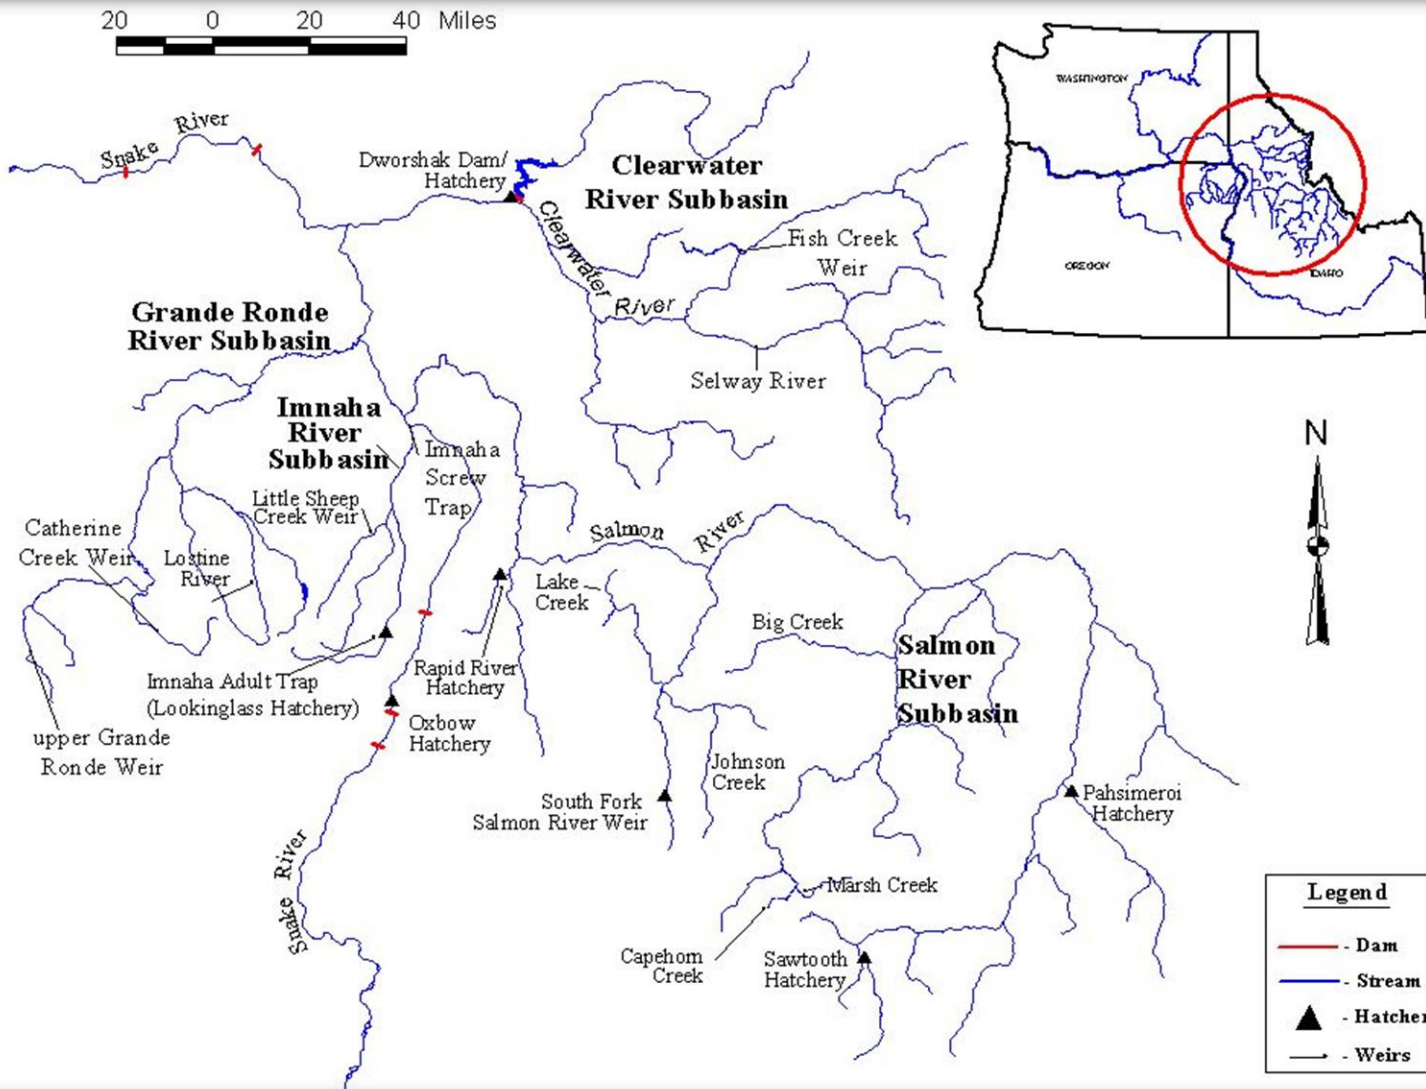 20 0 20 40 Miles
Snake River
Dworshak Dam/
Hatchery
Clearwater
River Subbasin
Clearwater River
Fish Creek
Weir
Selway River
WASHINGTON
OREGON
IDAHO
Grande Ronde
River Subbasin
Imnaha
River
Subbasin
Imnaha
Screw
Trap
Little Sheep
Creek Weir
Catherine
Creek Weir
Lostine
River
Salmon River
Lake
Creek
Big Creek
Salmon
River
Subbasin
Imnaha Adult Trap
(Lookinglass Hatchery)
Rapid River
Hatchery
Oxbow
Hatchery
upper Grande
Ronde Weir
Johnson
Creek
South Fork
Salmon River Weir
Pahsimeroi
Hatchery
Snake River
Marsh Creek
Capehorn
Creek
Sawtooth
Hatchery
N
Legend
- Dam
- Stream
- Hatcher
- Weirs